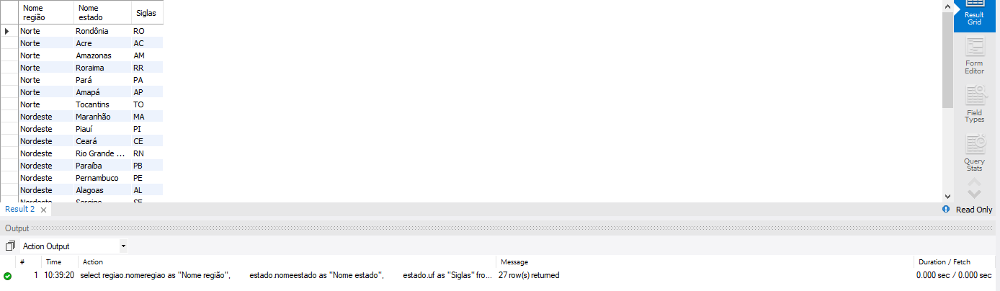 Nome região Nome estado Siglas
Norte Rondônia RO
Norte Acre AC
Norte Amazonas AM
Norte Roraima RR
Norte Pará PA
Norte Amapá AP
Norte Tocantins TO
Nordeste Maranhão MA
Nordeste Piauí PI
Nordeste Ceará CE
Nordeste Rio Grande ... RN
Nordeste Paraíba PB
Nordeste Pernambuco PE
Nordeste Alagoas AL
Nordeste Sergipe SE
Result
Grid
Form
Editor
Field
Types
Query
Stats
Result 2
Read Only
Output
Action Output
# Time Action Message Duration / Fetch
1 10:39:20 select regiao.nomeregiao as "Nome região", estado.nomeestado as "Nome estado", estado.uf as "Siglas" fro... 27 row(s) returned 0.000 sec / 0.000 sec